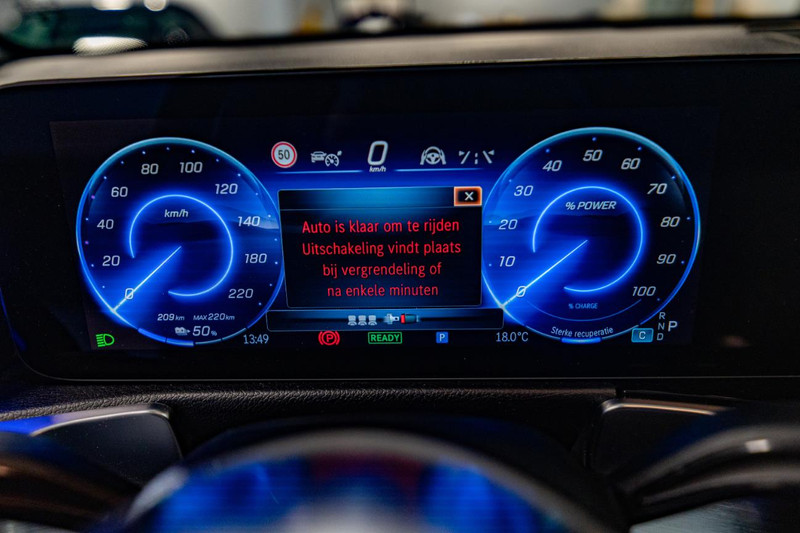 50
0
km/h
0 20 40 60 80 100 120 140 180 220
km/h
209 km MAX 220 km
50%
X
Auto is klaar om te rijden
Uitschakeling vindt plaats
bij vergrendeling of
na enkele minuten
0 10 20 30 40 50 60 70 80 90 100
% POWER
% CHARGE
Sterke recuperatie
13:49
P
READY
P
18.0°C
C
R
N P
D